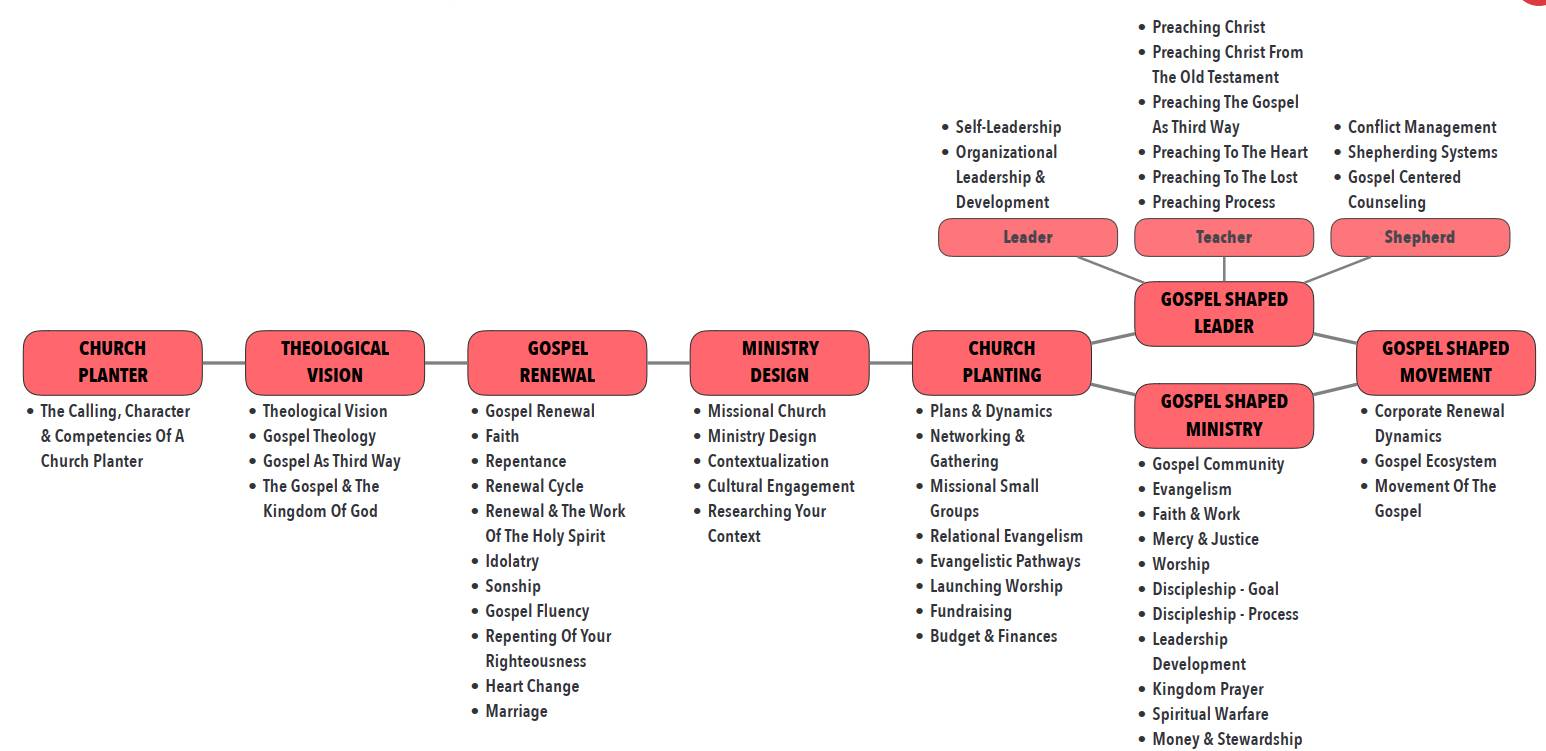 • Preaching Christ
• Preaching Christ From
The Old Testament
• Preaching The Gospel
As Third Way
• Preaching To The Heart
• Preaching To The Lost
• Preaching Process
• Self-Leadership
• Organizational
Leadership &
Development
• Conflict Management
• Shepherding Systems
• Gospel Centered
Counseling
Leader
Teacher
Shepherd
GOSPEL SHAPED
LEADER
CHURCH
PLANTER
• The Calling, Character
& Competencies Of A
Church Planter
THEOLOGICAL
VISION
• Theological Vision
• Gospel Theology
• Gospel As Third Way
• The Gospel & The
Kingdom Of God
GOSPEL
RENEWAL
• Gospel Renewal
• Faith
• Repentance
• Renewal Cycle
• Renewal & The Work
Of The Holy Spirit
• Idolatry
• Sonship
• Gospel Fluency
• Repenting Of Your
Righteousness
• Heart Change
• Marriage
MINISTRY
DESIGN
• Missional Church
• Ministry Design
• Contextualization
• Cultural Engagement
• Researching Your
Context
CHURCH
PLANTING
• Plans & Dynamics
• Networking &
Gathering
• Missional Small
Groups
• Relational Evangelism
• Evangelistic Pathways
• Launching Worship
• Fundraising
• Budget & Finances
GOSPEL SHAPED
MINISTRY
• Gospel Community
• Evangelism
• Faith & Work
• Mercy & Justice
• Worship
• Discipleship - Goal
• Discipleship - Process
• Leadership
Development
• Kingdom Prayer
• Spiritual Warfare
• Money & Stewardship
GOSPEL SHAPED
MOVEMENT
• Corporate Renewal
Dynamics
• Gospel Ecosystem
• Movement Of The
Gospel